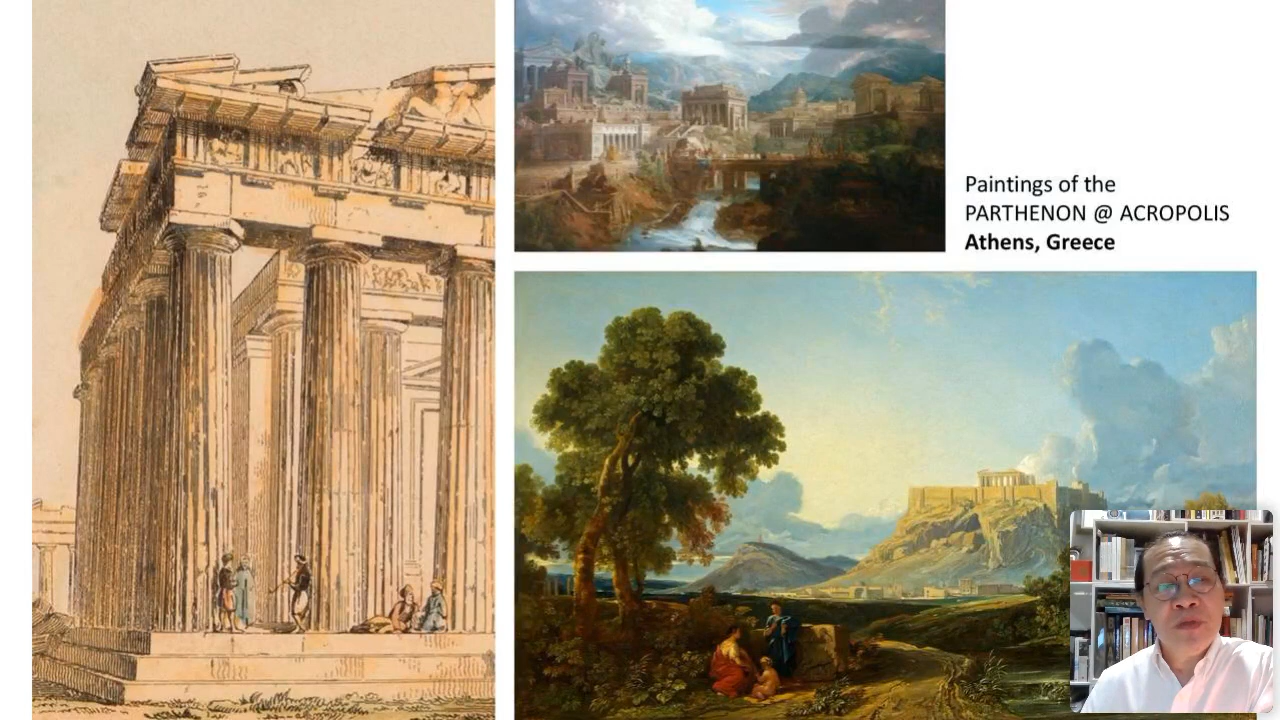 Paintings of the
PARTHENON @ ACROPOLIS
Athens, Greece